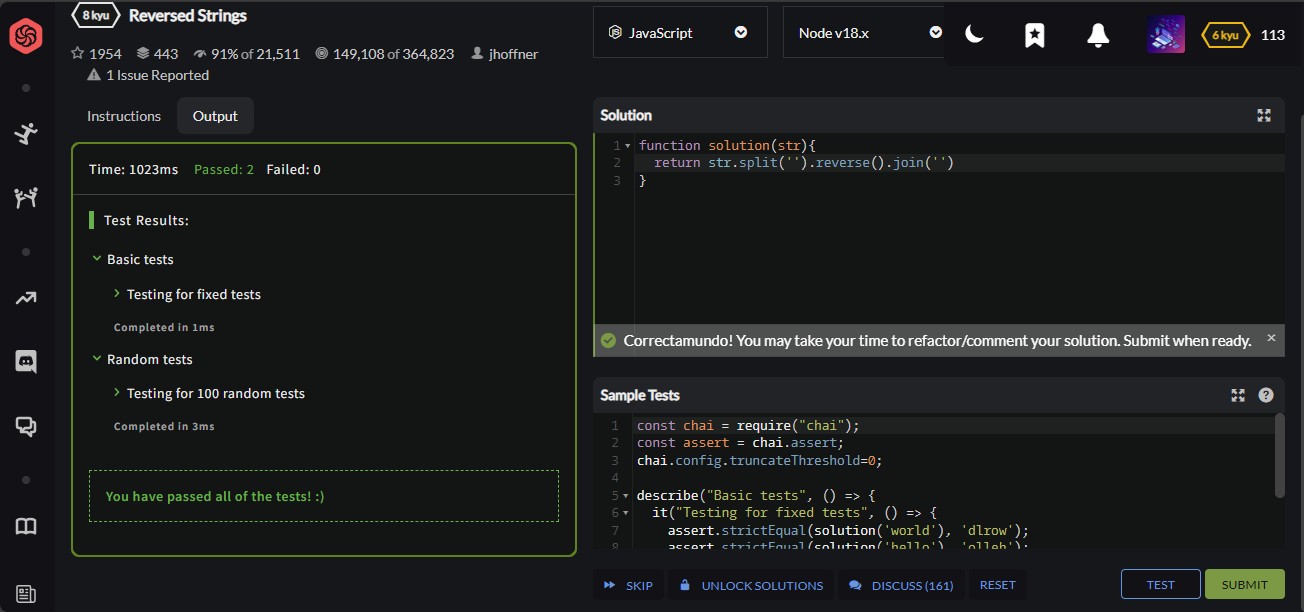 8 kyu Reversed Strings
1954 443 91% of 21,511 149,108 of 364,823 jhoffner
1 Issue Reported
JavaScript
Node v18.x
6 kyu 113
Instructions Output
Time: 1023ms Passed: 2 Failed: 0
Test Results:
Basic tests
Testing for fixed tests
Completed in 1ms
Random tests
Testing for 100 random tests
Completed in 3ms
You have passed all of the tests! :)
Solution
1 function solution(str){
2 return str.split('').reverse().join('')
3 }
Correctamundo! You may take your time to refactor/comment your solution. Submit when ready. ×
Sample Tests
?
1 const chai = require("chai");
2 const assert = chai.assert;
3 chai.config.truncateThreshold=0;
4
5 describe("Basic tests", () => {
6 it("Testing for fixed tests", () => {
7 assert.strictEqual(solution('world'), 'dlrow');
8 assert.strictEqual(solution('hello'), 'olleh');
SKIP UNLOCK SOLUTIONS DISCUSS (161) RESET TEST SUBMIT